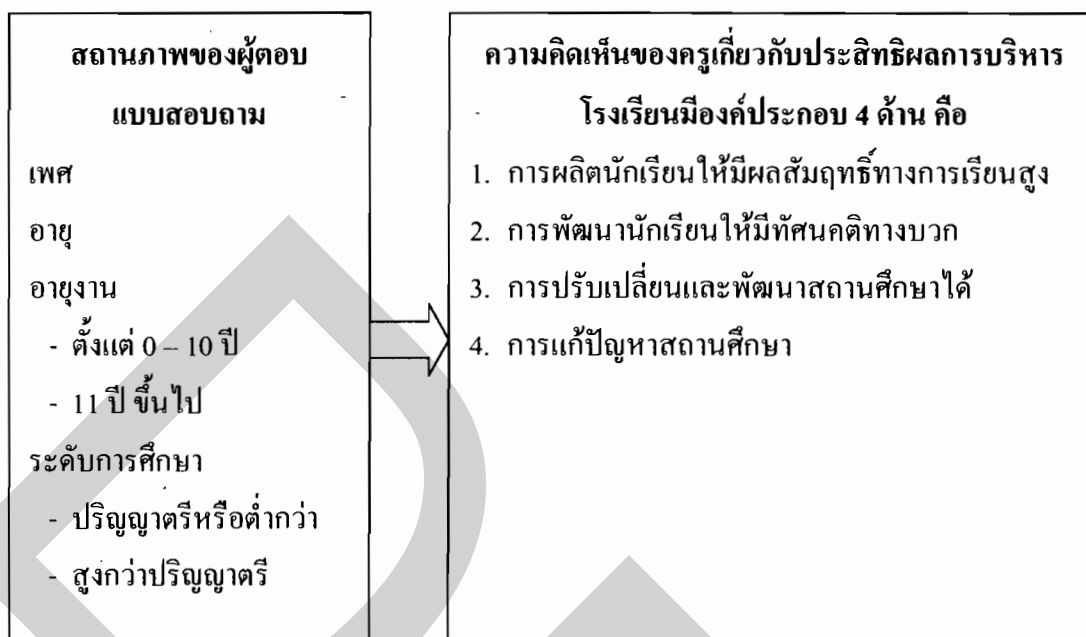 สถานภาพของผู้ตอบ
แบบสอบถาม
เพศ
อายุ
อายุงาน
- ตั้งแต่ 0 – 10 ปี
- 11 ปี ขึ้นไป
ระดับการศึกษา
- ปริญญาตรีหรือต่ำกว่า
- สูงกว่าปริญญาตรี
ความคิดเห็นของครูเกี่ยวกับประสิทธิผลการบริหาร
โรงเรียนมีองค์ประกอบ 4 ด้าน คือ
1. การผลิตนักเรียนให้มีผลสัมฤทธิ์ทางการเรียนสูง
2. การพัฒนานักเรียนให้มีทัศนคติทางบวก
3. การปรับเปลี่ยนและพัฒนาสถานศึกษาได้
4. การแก้ปัญหาสถานศึกษา